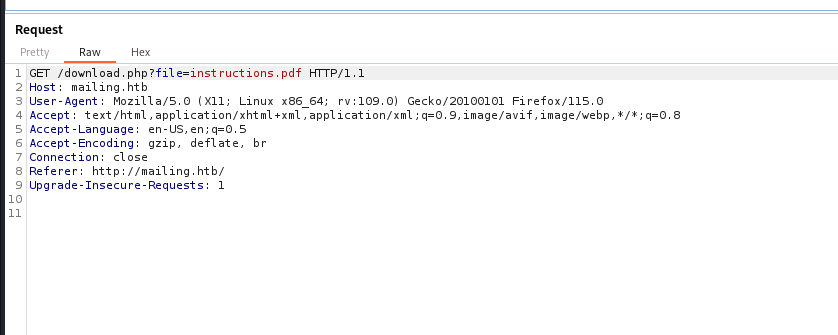 Request
Pretty Raw Hex
1 GET /download.php?file=instructions.pdf HTTP/1.1
2 Host: mailing.htb
3 User-Agent: Mozilla/5.0 (X11; Linux x86_64; rv:109.0) Gecko/20100101 Firefox/115.0
4 Accept: text/html,application/xhtml+xml,application/xml;q=0.9,image/avif,image/webp,*/*;q=0.8
5 Accept-Language: en-US,en;q=0.5
6 Accept-Encoding: gzip, deflate, br
7 Connection: close
8 Referer: http://mailing.htb/
9 Upgrade-Insecure-Requests: 1
10
11